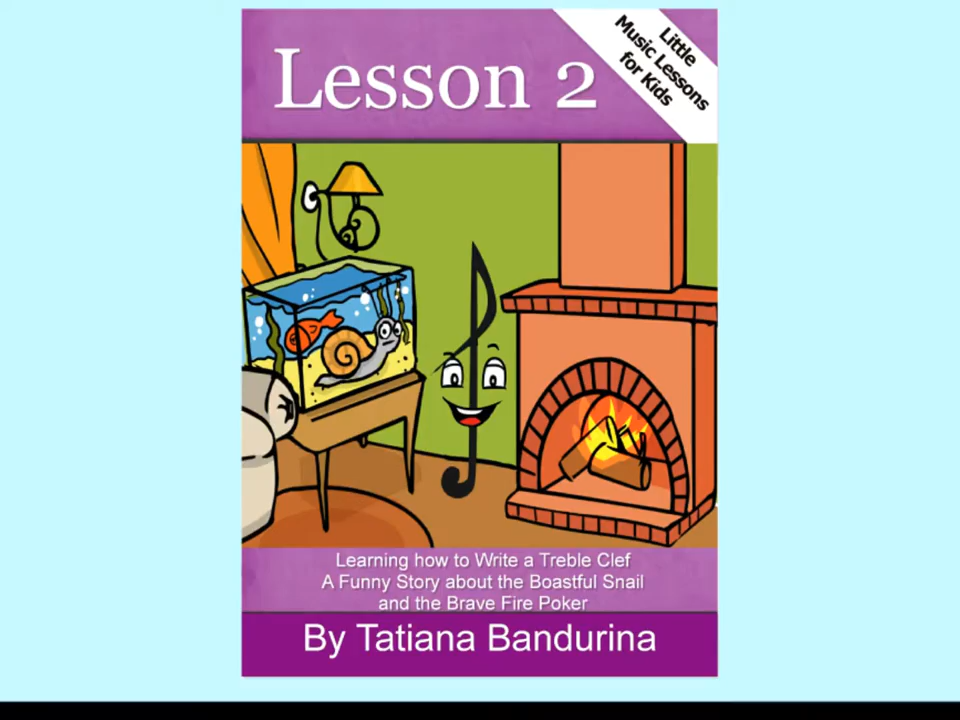 Lesson 2
Little
Music Lessons
for Kids
Learning how to Write a Treble Clef
A Funny Story about the Boastful Snail
and the Brave Fire Poker
By Tatiana Bandurina